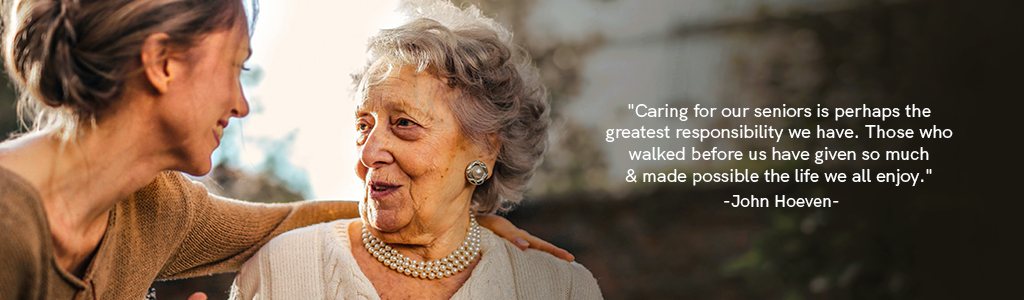 "Caring for our seniors is perhaps the
greatest responsibility we have. Those who
walked before us have given so much
& made possible the life we all enjoy."
-John Hoeven-